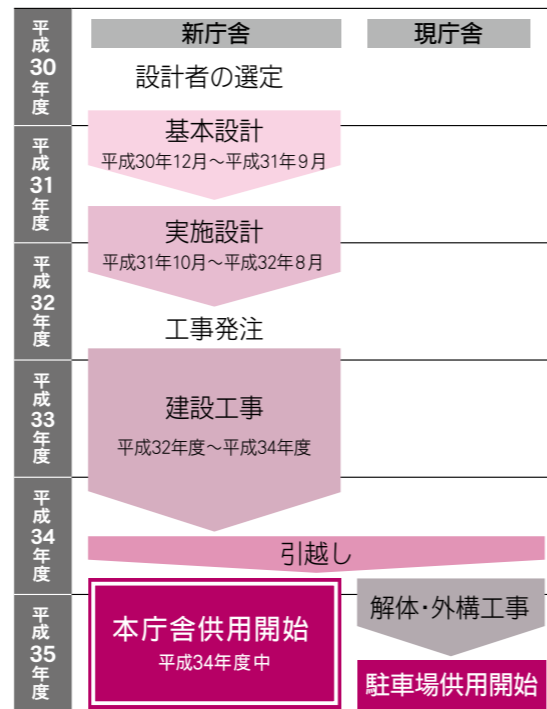 新庁舎
現庁舎
平成30年度
設計者の選定
基本設計
平成30年12月～平成31年9月
平成31年度
実施設計
平成31年10月～平成32年8月
平成32年度
工事発注
平成33年度
建設工事
平成32年度～平成34年度
平成34年度
引越し
平成35年度
本庁舎供用開始
平成34年度中
解体・外構工事
駐車場供用開始